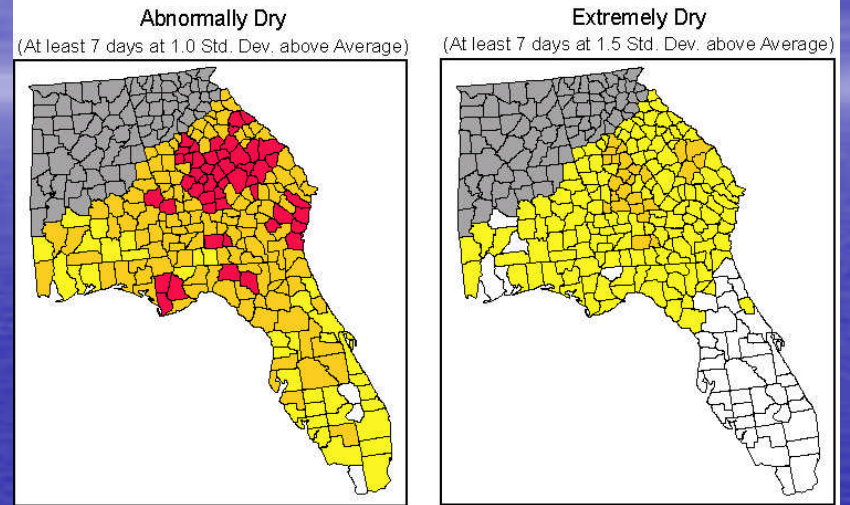 Abnormally Dry
(At least 7 days at 1.0 Std. Dev. above Average)
Extremely Dry
(At least 7 days at 1.5 Std. Dev. above Average)